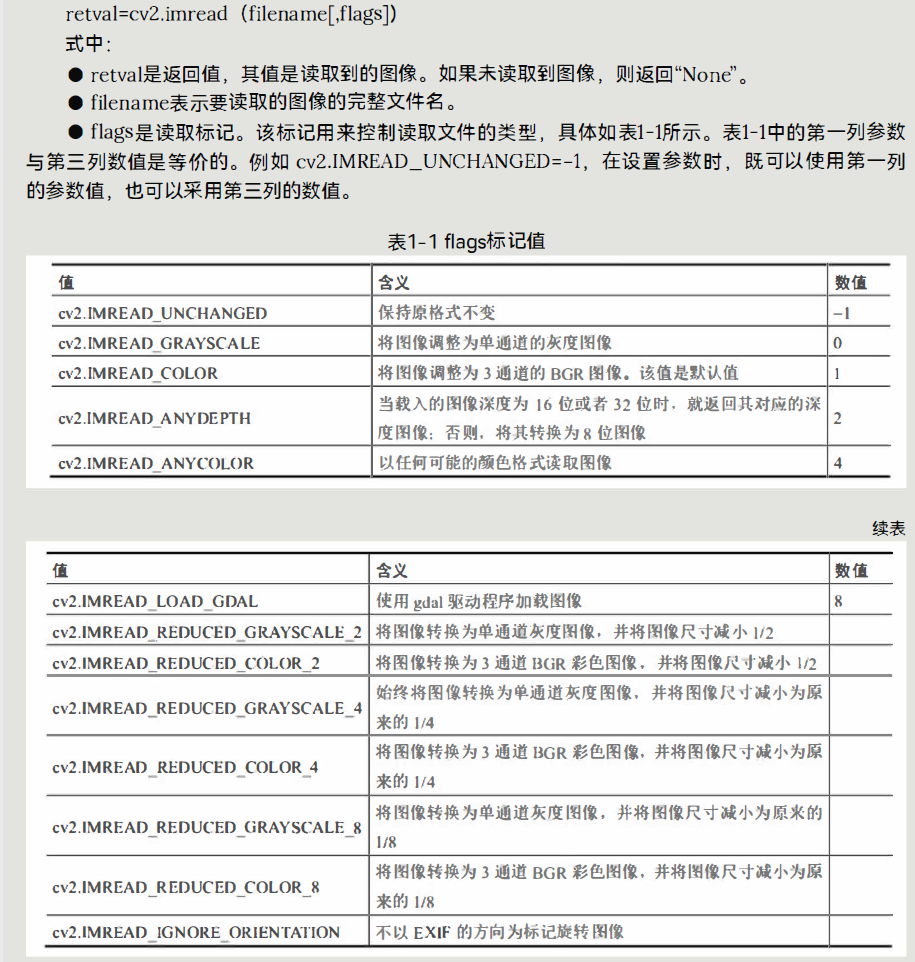 retval=cv2.imread（filename[,flags]）
式中：
● retval是返回值，其值是读取到的图像。如果未读取到图像，则返回“None”。
● filename表示要读取的图像的完整文件名。
● flags是读取标记。该标记用来控制读取文件的类型，具体如表1-1所示。表1-1中的第一列参数
与第三列数值是等价的。例如 cv2.IMREAD_UNCHANGED=-1，在设置参数时，既可以使用第一列
的参数值，也可以采用第三列的数值。
表1-1 flags标记值
值 含义 数值
cv2.IMREAD_UNCHANGED 保持原格式不变 -1
cv2.IMREAD_GRAYSCALE 将图像调整为单通道的灰度图像 0
cv2.IMREAD_COLOR 将图像调整为 3 通道的 BGR 图像。该值是默认值 1
当载入的图像深度为 16 位或者 32 位时，就返回其对应的深
cv2.IMREAD_ANYDEPTH 2
度图像；否则，将其转换为 8 位图像
cv2.IMREAD_ANYCOLOR 以任何可能的颜色格式读取图像 4
续表
值 含义 数值
cv2.IMREAD_LOAD_GDAL 使用 gdal 驱动程序加载图像 8
cv2.IMREAD_REDUCED_GRAYSCALE_2 将图像转换为单通道灰度图像，并将图像尺寸减小 1/2
cv2.IMREAD_REDUCED_COLOR_2 将图像转换为 3 通道 BGR 彩色图像，并将图像尺寸减小 1/2
始终将图像转换为单通道灰度图像，并将图像尺寸减小为原
cv2.IMREAD_REDUCED_GRAYSCALE_4
来的 1/4
将图像转换为 3 通道 BGR 彩色图像，并将图像尺寸减小为原
cv2.IMREAD_REDUCED_COLOR_4
来的 1/4
将图像转换为单通道灰度图像，并将图像尺寸减小为原来的
cv2.IMREAD_REDUCED_GRAYSCALE_8
1/8
将图像转换为 3 通道 BGR 彩色图像，并将图像尺寸减小为原
cv2.IMREAD_REDUCED_COLOR_8
来的 1/8
cv2.IMREAD_IGNORE_ORIENTATION 不以 EXIF 的方向为标记旋转图像